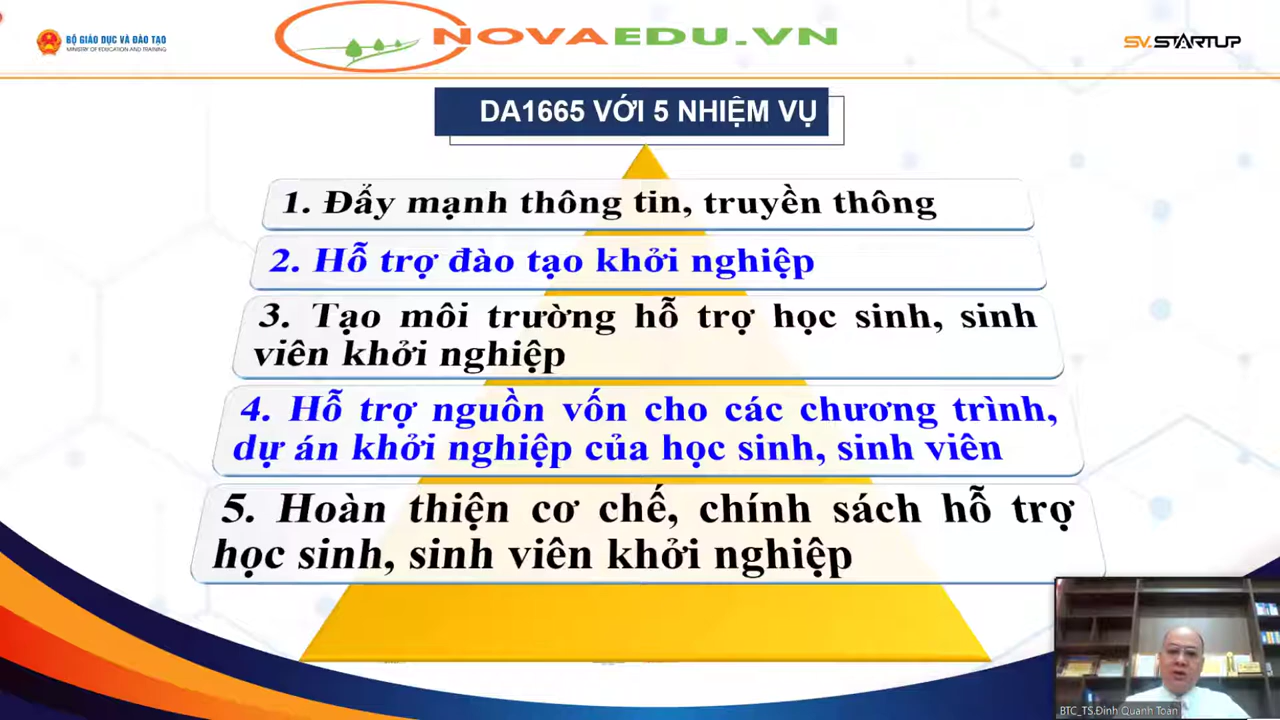 BỘ GIÁO DỤC VÀ ĐÀO TẠO
MINISTRY OF EDUCATION AND TRAINING
NOVAEDU.VN
SV.STARTUP
DA1665 VỚI 5 NHIỆM VỤ
1. Đẩy mạnh thông tin, truyền thông
2. Hỗ trợ đào tạo khởi nghiệp
3. Tạo môi trường hỗ trợ học sinh, sinh
viên khởi nghiệp
4. Hỗ trợ nguồn vốn cho các chương trình,
dự án khởi nghiệp của học sinh, sinh viên
5. Hoàn thiện cơ chế, chính sách hỗ trợ
học sinh, sinh viên khởi nghiệp
BTC_TS.Đinh Quanh Toan